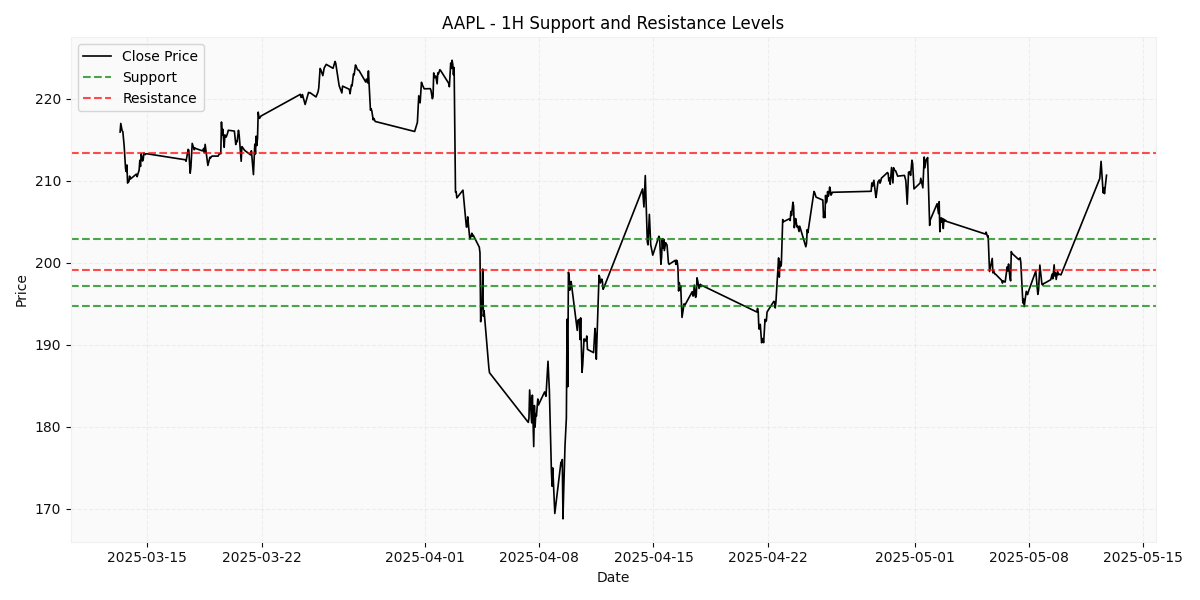 AAPL - 1H Support and Resistance Levels
Close Price
Support
Resistance
220
210
200
190
180
170
Price
2025-03-15
2025-03-22
2025-04-01
2025-04-08
2025-04-15
2025-04-22
2025-05-01
2025-05-08
2025-05-15
Date